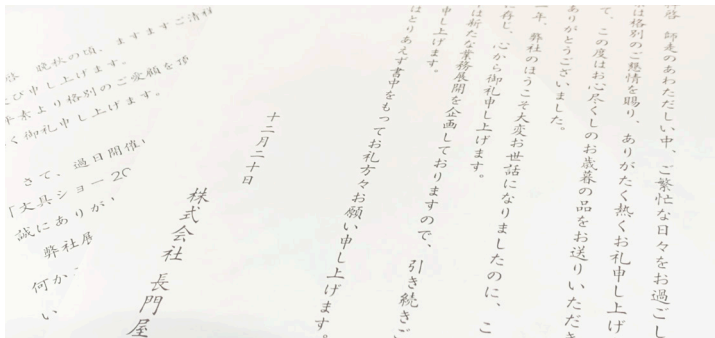 師走のあわただしい中、ご繁忙な日々をお過ごし
は格別のご懇情を賜り、ありがたく熱くお礼申し上げ
て、この度はお心尽くしのお歳暮の品をお送りいただき
ありがとうございました。
年、弊社のほうこそ大変お世話になりましたのに、こ
に存じ、心から御礼申し上げます。
は新たな業務展開を企画しておりますので、引き続きご
申し上げます。
はとりあえず書中をもってお礼方々お願い申し上げます。
十二月二十日
株式会社 長門屋
啓 晩秋の頃、ますますご清祥
び申し上げます。
平素より格別のご愛顧を頂
く御礼申し上げます。
さて、過日開催
「文具ショー20
誠にありがい
弊社展
何か
い